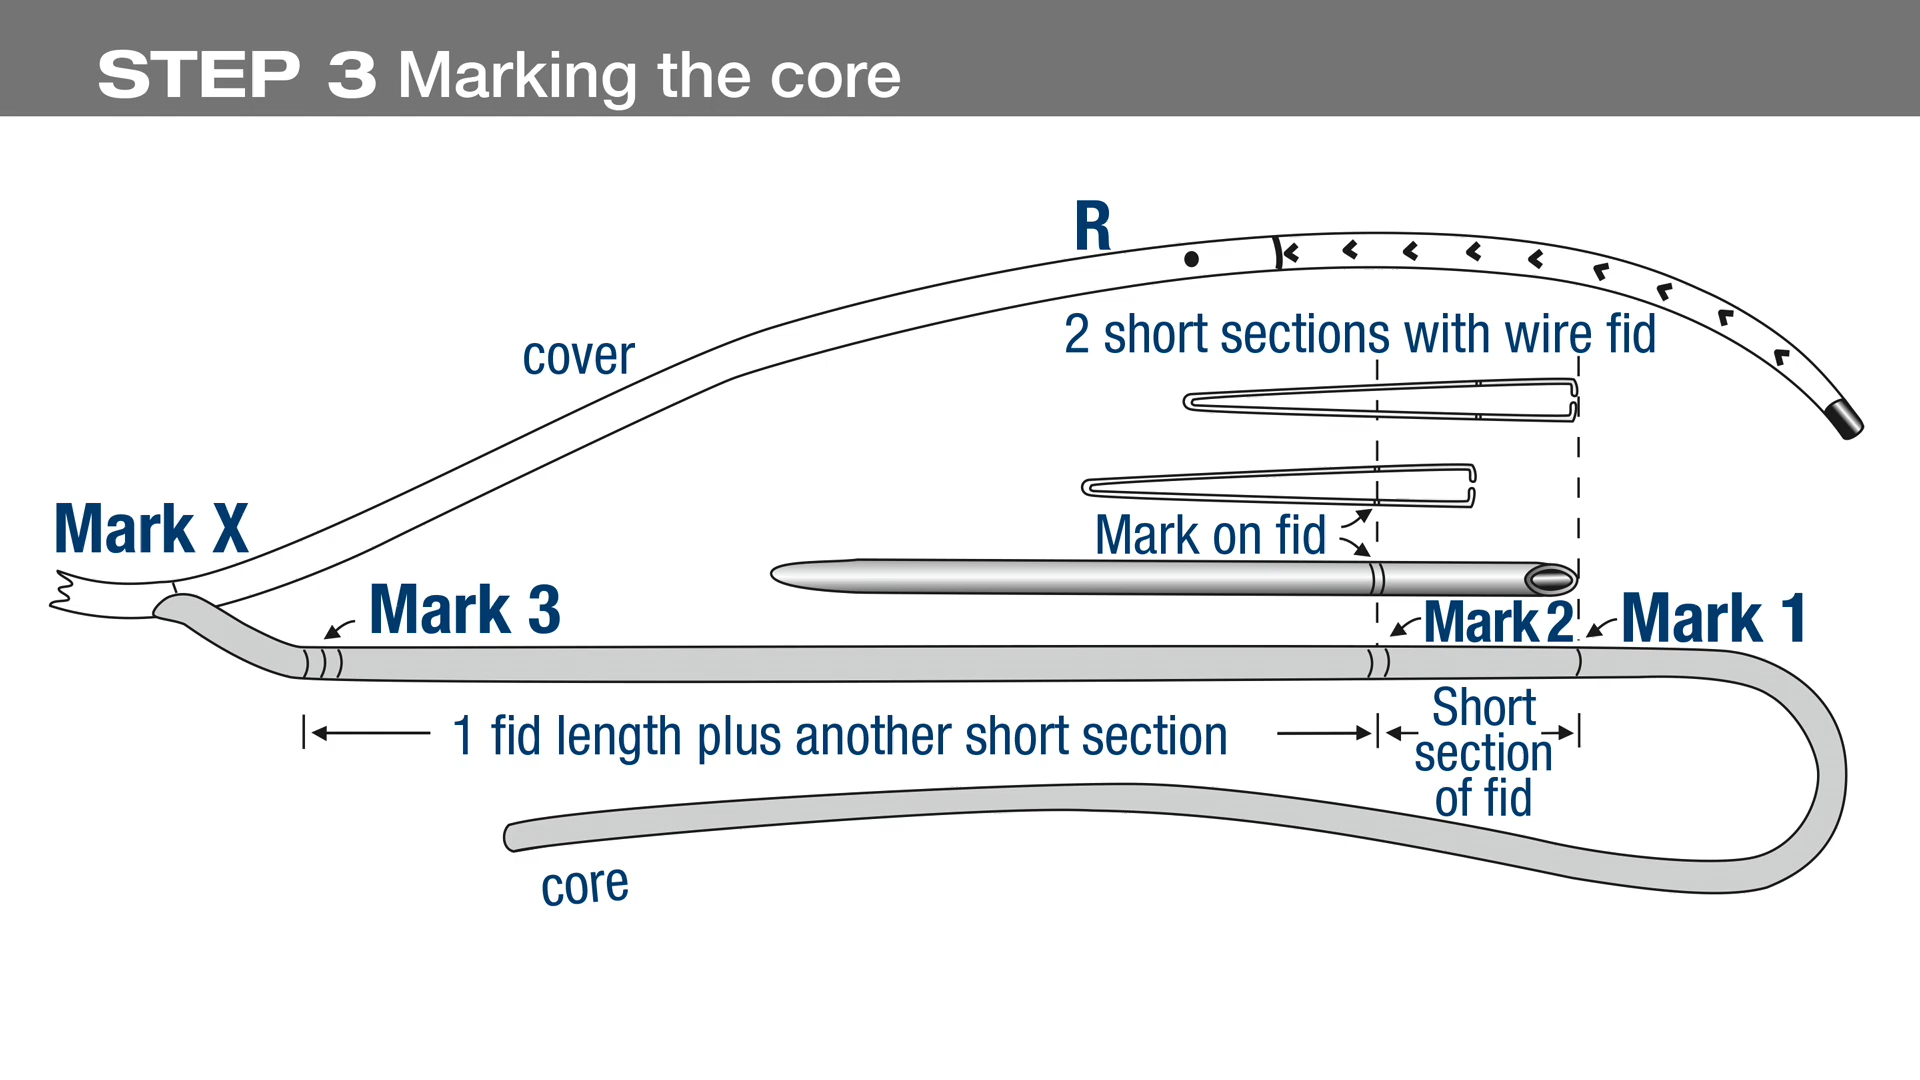 STEP 3 Marking the core
R
2 short sections with wire fid
cover
Mark X
Mark on fid
Mark 3
Mark 2
Mark 1
1 fid length plus another short section
Short
section
of fid
core